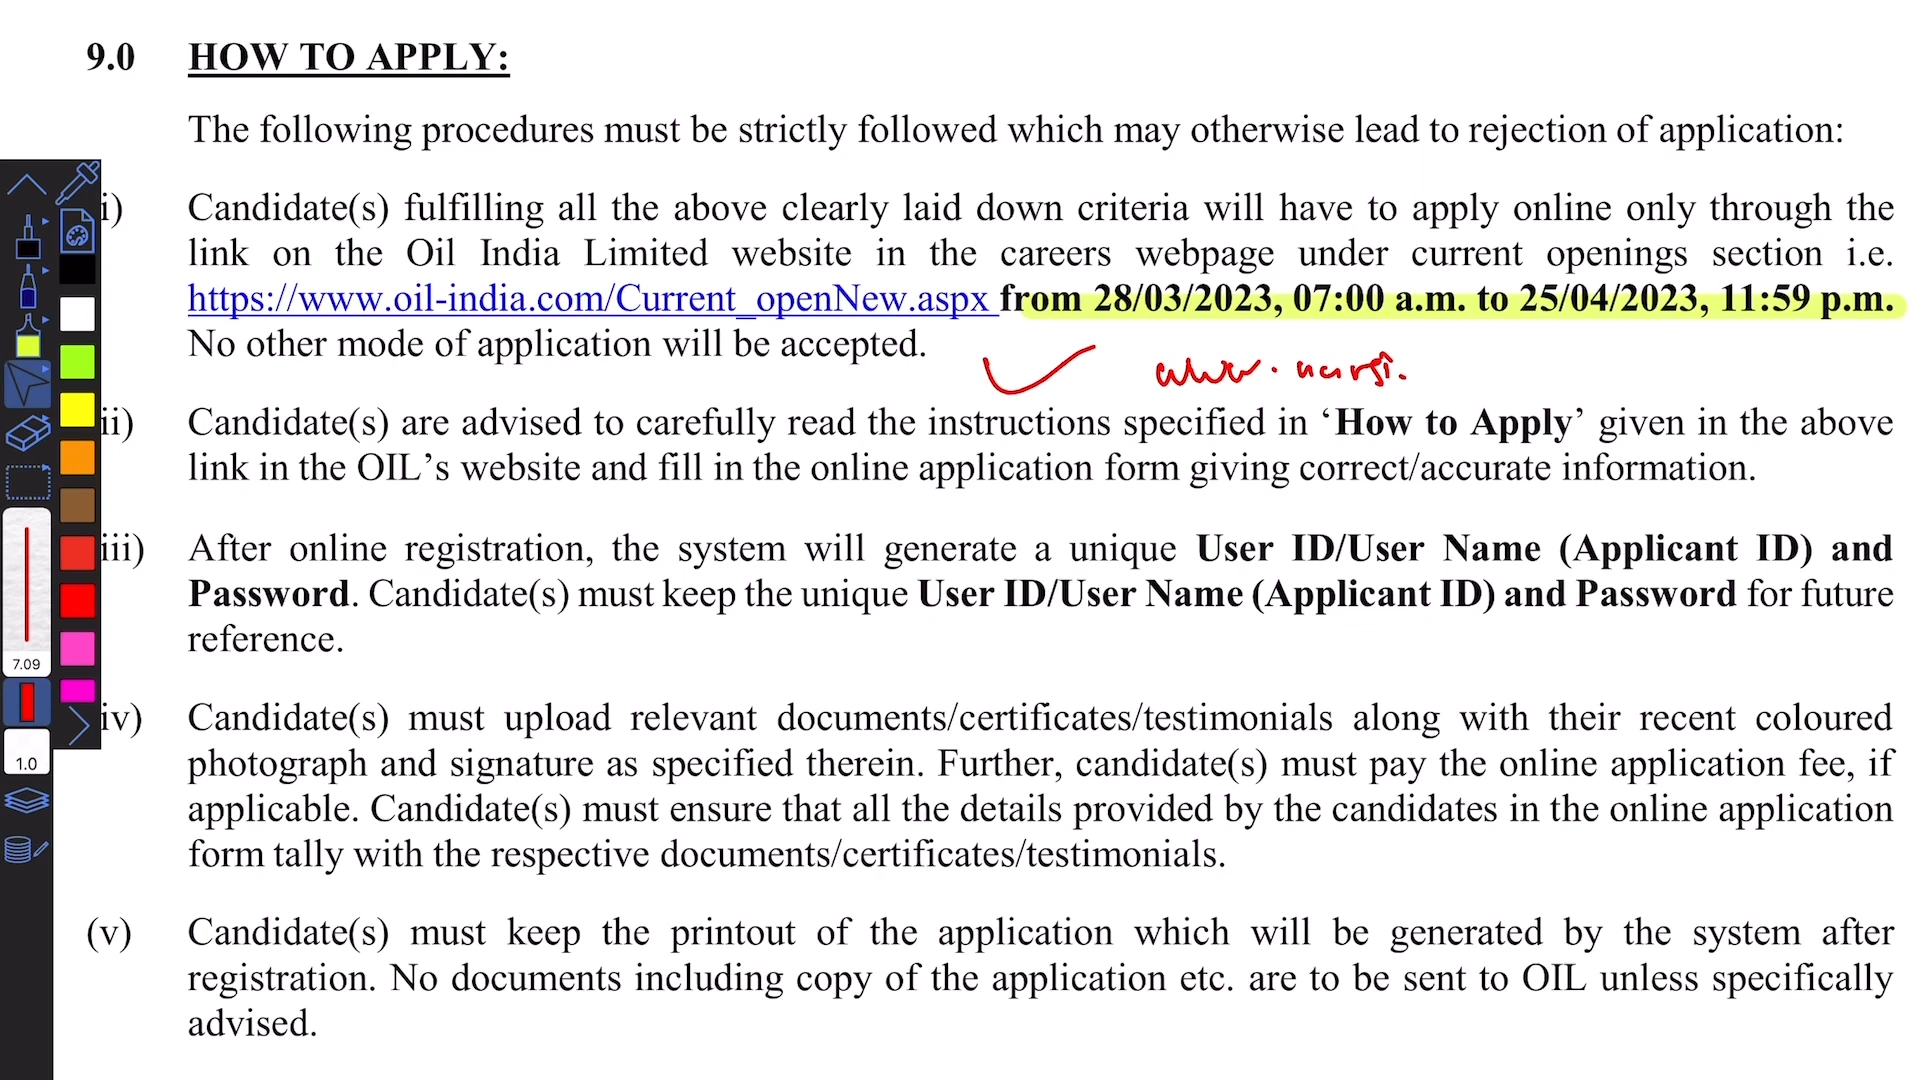 9.0 HOW TO APPLY:
The following procedures must be strictly followed which may otherwise lead to rejection of application:
i) Candidate(s) fulfilling all the above clearly laid down criteria will have to apply online only through the
link on the Oil India Limited website in the careers webpage under current openings section i.e.
https://www.oil-india.com/Current_openNew.aspx from 28/03/2023, 07:00 a.m. to 25/04/2023, 11:59 p.m.
No other mode of application will be accepted.
ii) Candidate(s) are advised to carefully read the instructions specified in ‘How to Apply’ given in the above
link in the OIL’s website and fill in the online application form giving correct/accurate information.
iii) After online registration, the system will generate a unique User ID/User Name (Applicant ID) and
Password. Candidate(s) must keep the unique User ID/User Name (Applicant ID) and Password for future
reference.
7.09
iv) Candidate(s) must upload relevant documents/certificates/testimonials along with their recent coloured
photograph and signature as specified therein. Further, candidate(s) must pay the online application fee, if
1.0
applicable. Candidate(s) must ensure that all the details provided by the candidates in the online application
form tally with the respective documents/certificates/testimonials.
(v) Candidate(s) must keep the printout of the application which will be generated by the system after
registration. No documents including copy of the application etc. are to be sent to OIL unless specifically
advised.